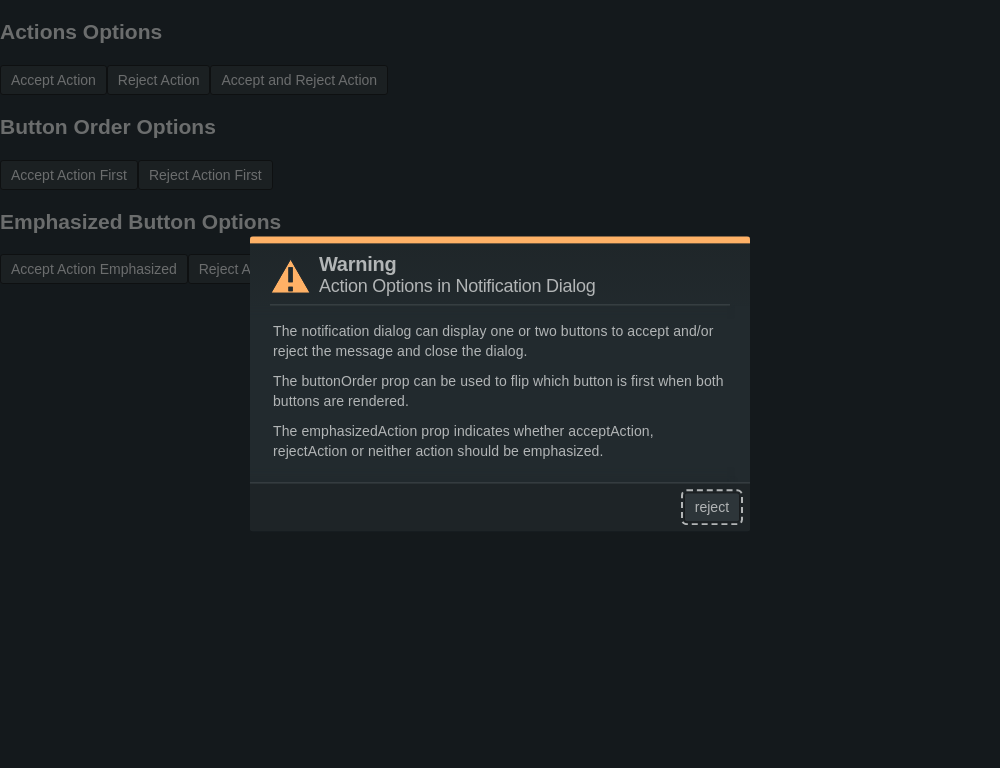 Actions Options
Accept Action Reject Action Accept and Reject Action
Button Order Options
Accept Action First Reject Action First
Emphasized Button Options
Accept Action Emphasized Reject
Warning
Action Options in Notification Dialog
The notification dialog can display one or two buttons to accept and/or
reject the message and close the dialog.
The buttonOrder prop can be used to flip which button is first when both
buttons are rendered.
The emphasizedAction prop indicates whether acceptAction,
rejectAction or neither action should be emphasized.
reject